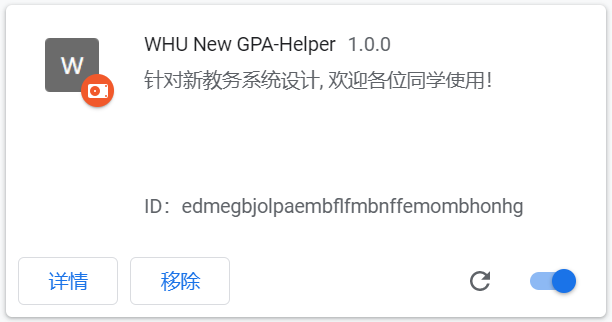 W
WHU New GPA-Helper 1.0.0
针对新教务系统设计, 欢迎各位同学使用！
ID：edmegbjolpaembflfmbnffemombhonhg
详情 移除